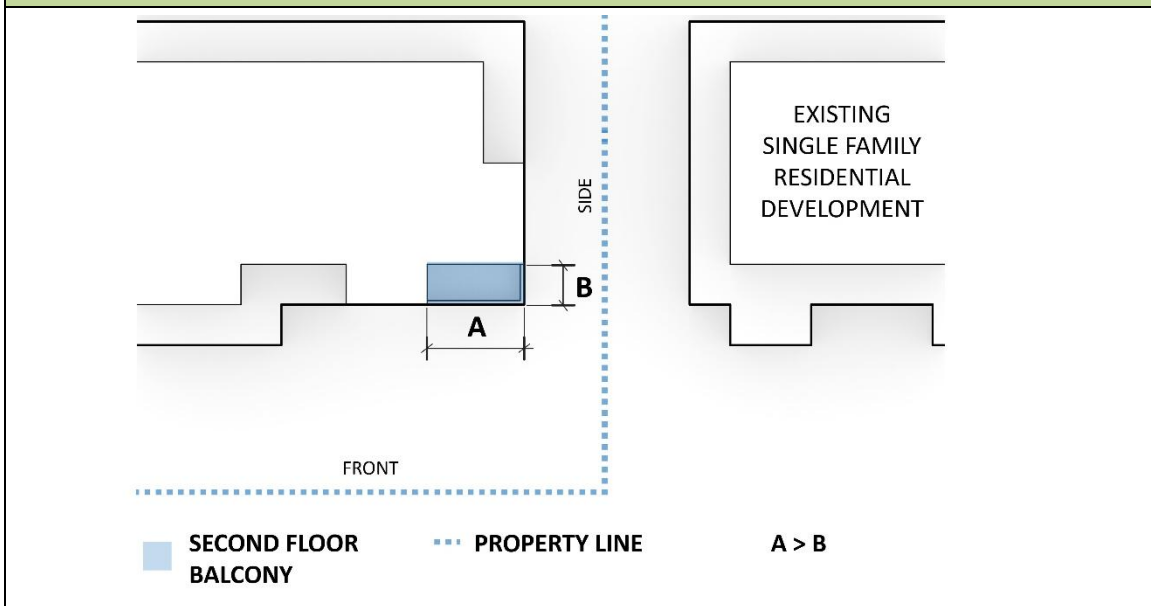 EXISTING
SINGLE FAMILY
RESIDENTIAL
DEVELOPMENT
SIDE
B
A
FRONT
SECOND FLOOR
BALCONY
PROPERTY LINE
A > B